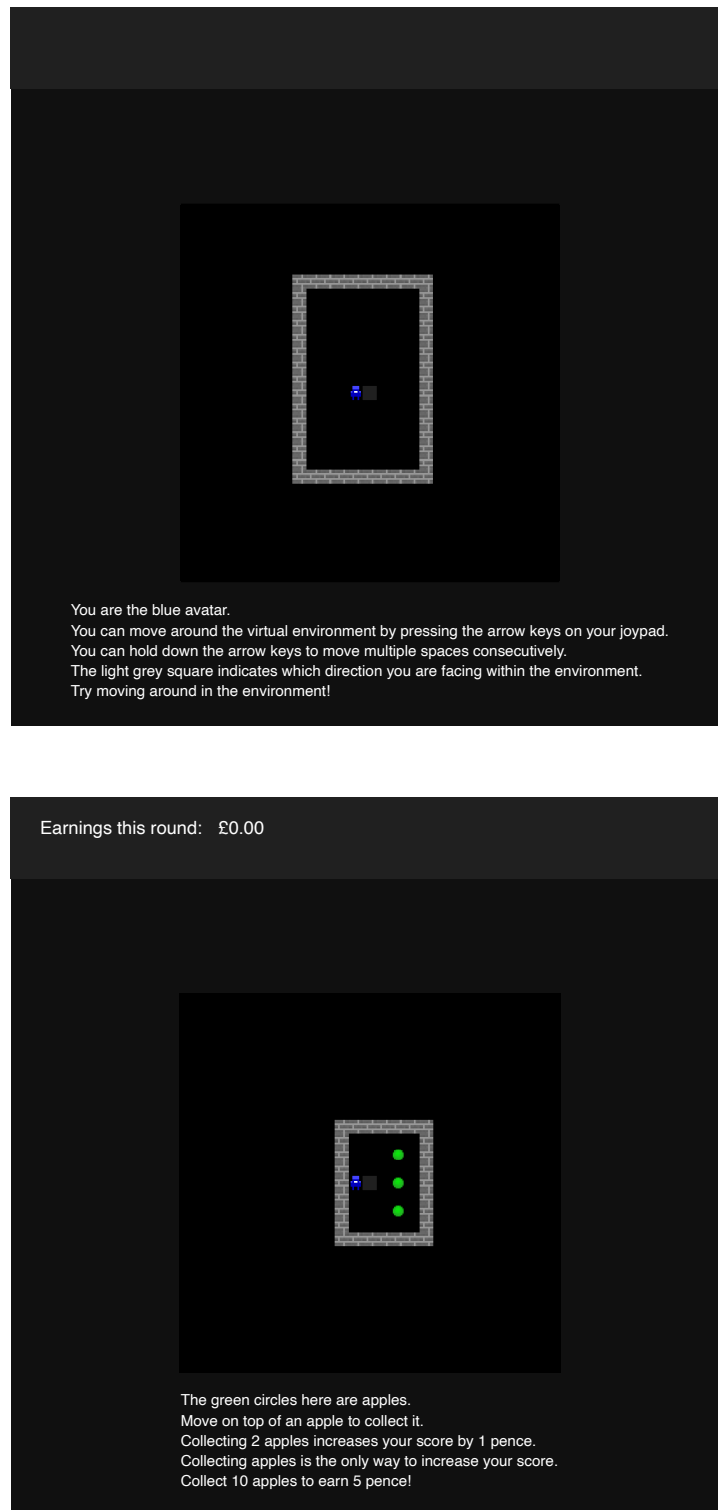 You are the blue avatar.
You can move around the virtual environment by pressing the arrow keys on your joypad.
You can hold down the arrow keys to move multiple spaces consecutively.
The light grey square indicates which direction you are facing within the environment.
Try moving around in the environment!
Earnings this round: £0.00
The green circles here are apples.
Move on top of an apple to collect it.
Collecting 2 apples increases your score by 1 pence.
Collecting apples is the only way to increase your score.
Collect 10 apples to earn 5 pence!